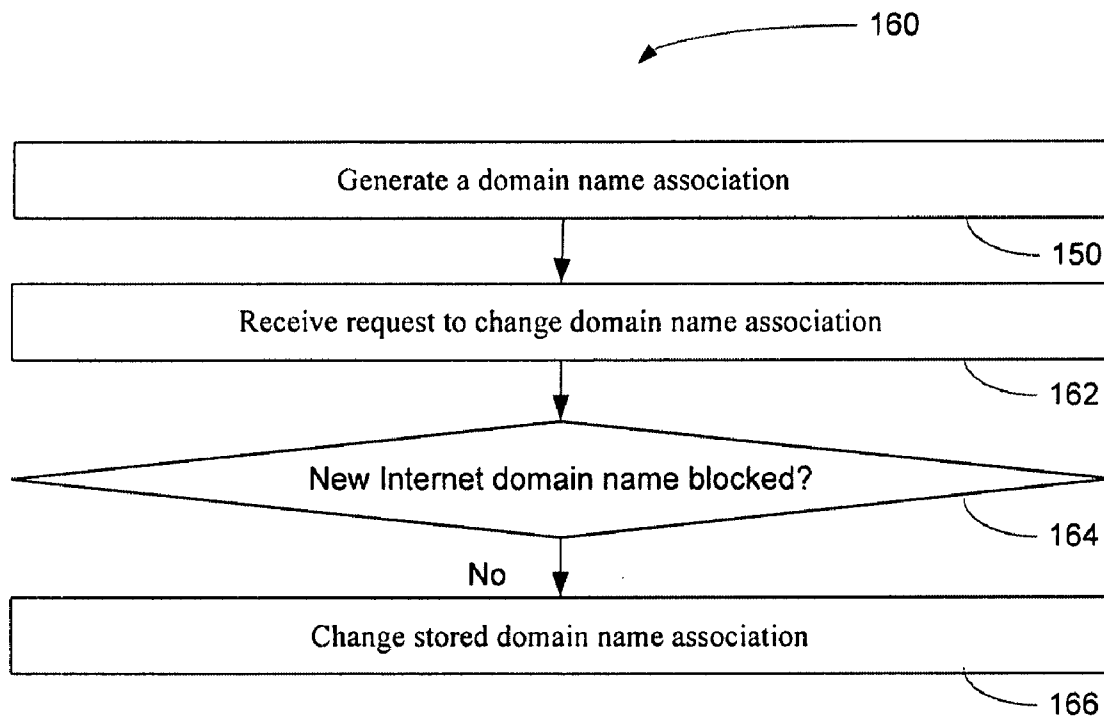 160
Generate a domain name association
150
Receive request to change domain name association
162
New Internet domain name blocked?
164
No
Change stored domain name association
166